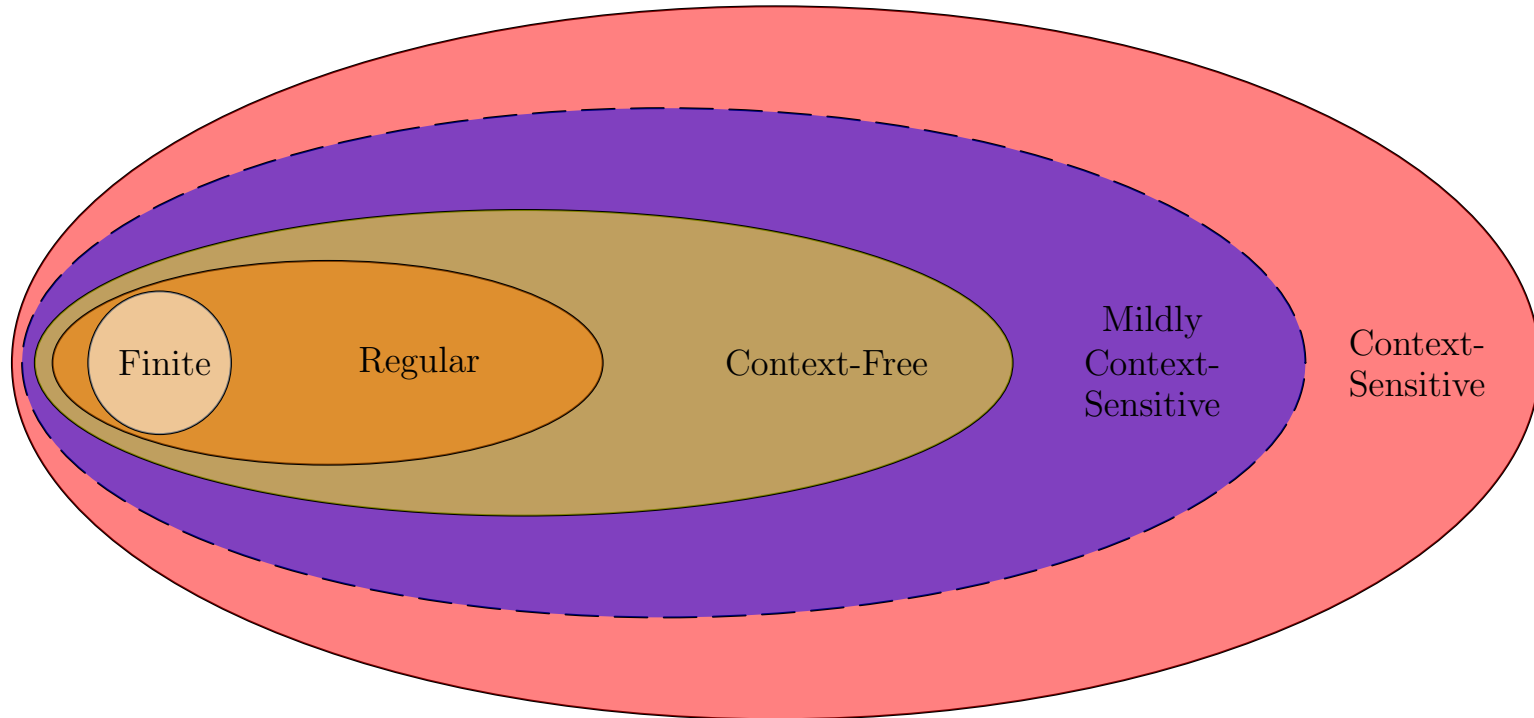 Finite
Regular
Context-Free
Mildly
Context-
Sensitive
Context-
Sensitive